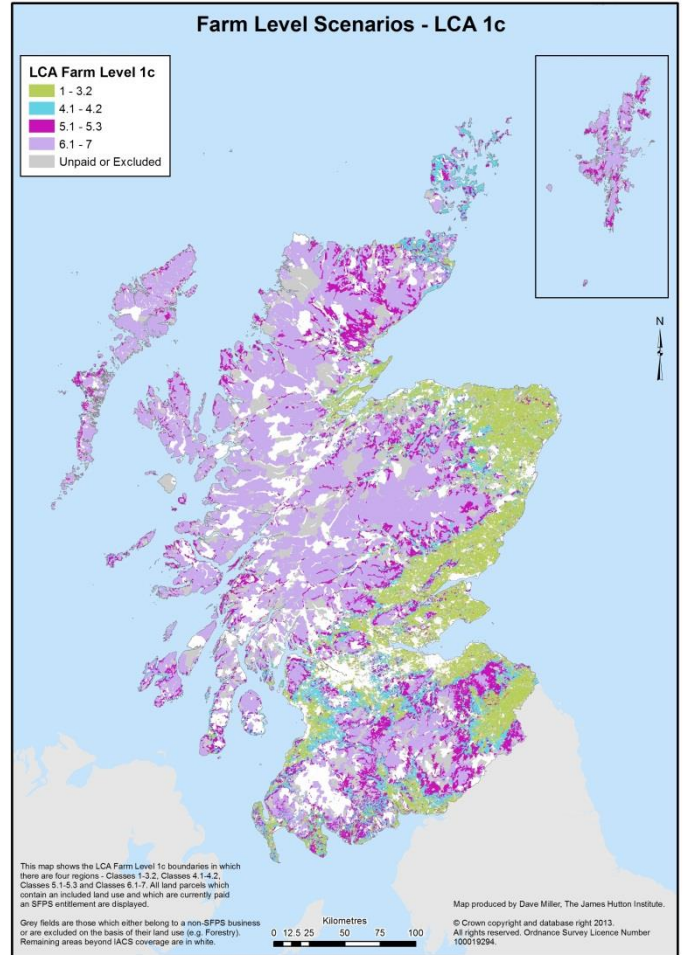 Farm Level Scenarios - LCA 1c
LCA Farm Level 1c
1 - 3.2
4.1 - 4.2
5.1 - 5.3
6.1 - 7
Unpaid or Excluded
N
This map shows the LCA Farm Level 1c boundaries in which
there are four regions - Classes 1-3.2, Classes 4.1-4.2,
Classes 5.1-5.3 and Classes 6.1-7. All land parcels which
contain an included land use and which are currently paid
an SFPS entitlement are displayed.
Grey fields are those which either belong to a non-SFPS business
or are excluded on the basis of their land use (e.g. Forestry).
Remaining areas beyond IACS coverage are in white.
Kilometres
0 12.5 25 50 75 100
Map produced by Dave Miller, The James Hutton Institute.
© Crown copyright and database right 2013.
All rights reserved. Ordnance Survey Licence Number
100019294.